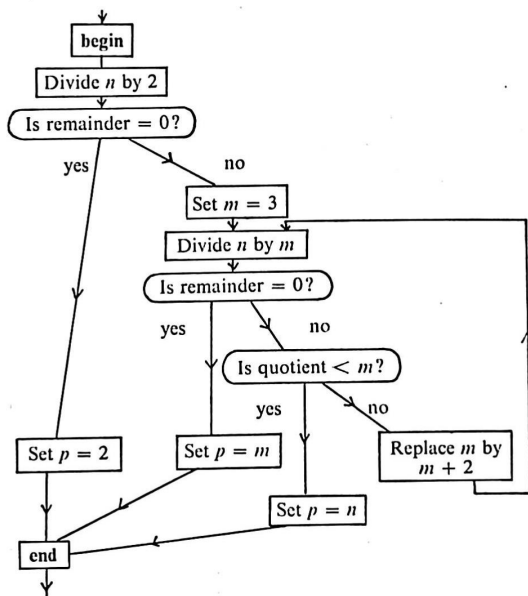 begin
Divide n by 2
Is remainder = 0?
yes
no
Set m = 3
Divide n by m
Is remainder = 0?
yes
no
Is quotient < m?
yes
no
Set p = 2
Set p = m
Replace m by
m + 2
Set p = n
end